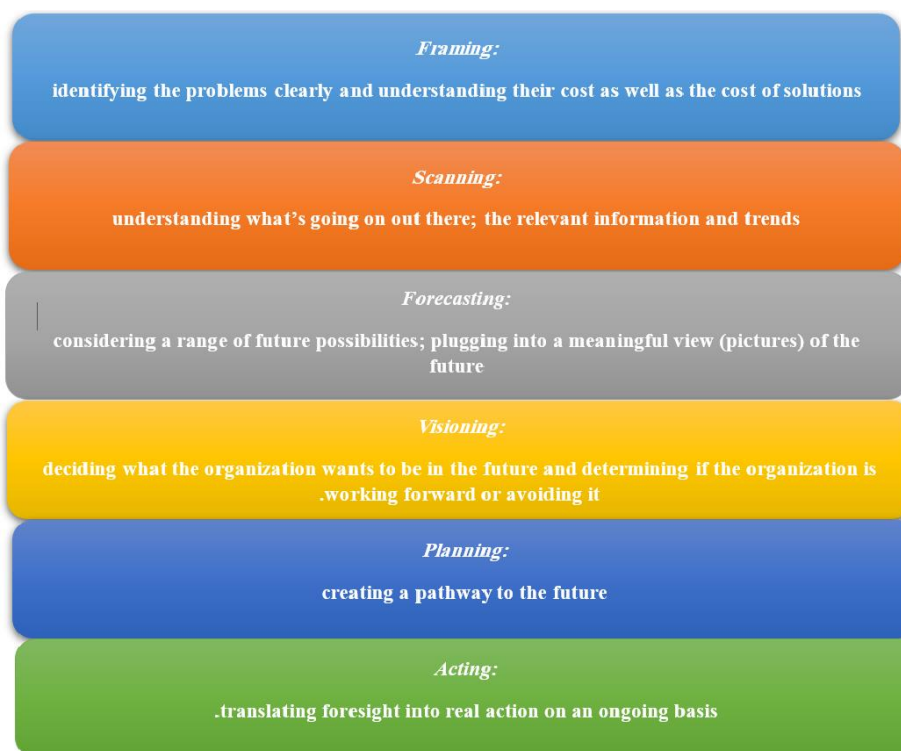 Framing:
identifying the problems clearly and understanding their cost as well as the cost of solutions
Scanning:
understanding what’s going on out there; the relevant information and trends
Forecasting:
considering a range of future possibilities; plugging into a meaningful view (pictures) of the
future
Visioning:
deciding what the organization wants to be in the future and determining if the organization is
.working forward or avoiding it
Planning:
creating a pathway to the future
Acting:
.translating foresight into real action on an ongoing basis